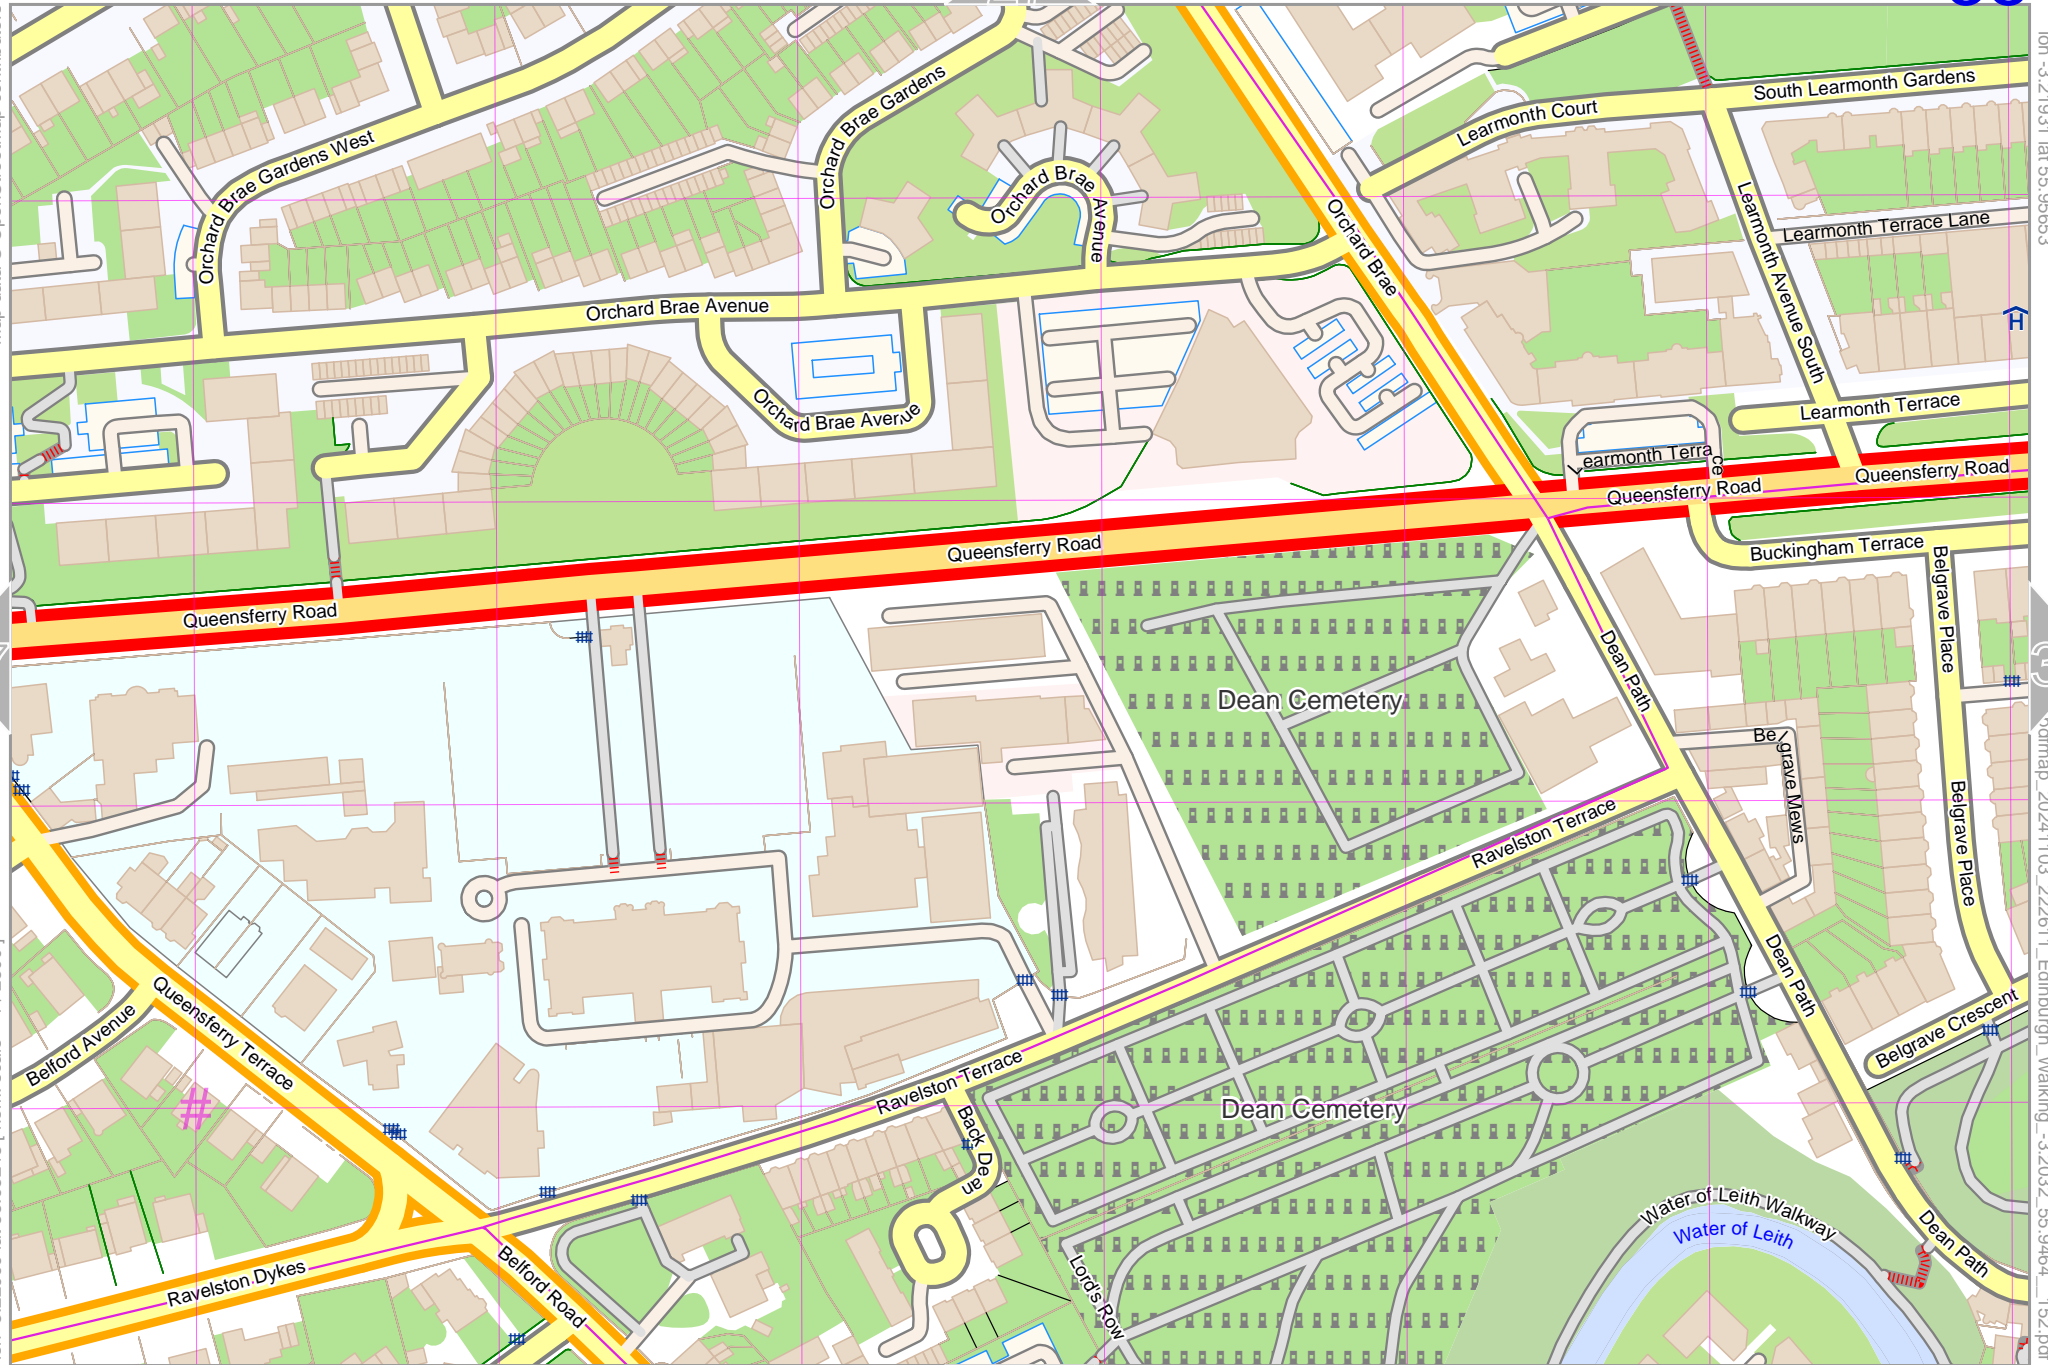 Orchard Brae Gardens
South Learmonth Gardens
Learmonth Court
Orchard Brae Gardens West
Orchard Brae
Avenue
Orchard Brae
Learmonth Avenue South
Learmonth Terrace Lane
Orchard Brae Avenue
H
Orchard Brae Avenue
Learmonth Terrace
Learmonth Terrace
Queensferry Road
Queensferry Road
Queensferry Road
Queensferry Road
Buckingham Terrace
Belgrave Place
Dean Path
Dean Cemetery
Belgrave Mews
Belgrave Place
Ravelston Terrace
Dean Path
Queensferry Terrace
Belford Avenue
Belgrave Crescent
Ravelston Terrace
Dean Cemetery
Back Dean
Water of Leith Walkway
Water of Leith
Dean Path
Ravelston Dykes
Belford Road
Lord's Row
#